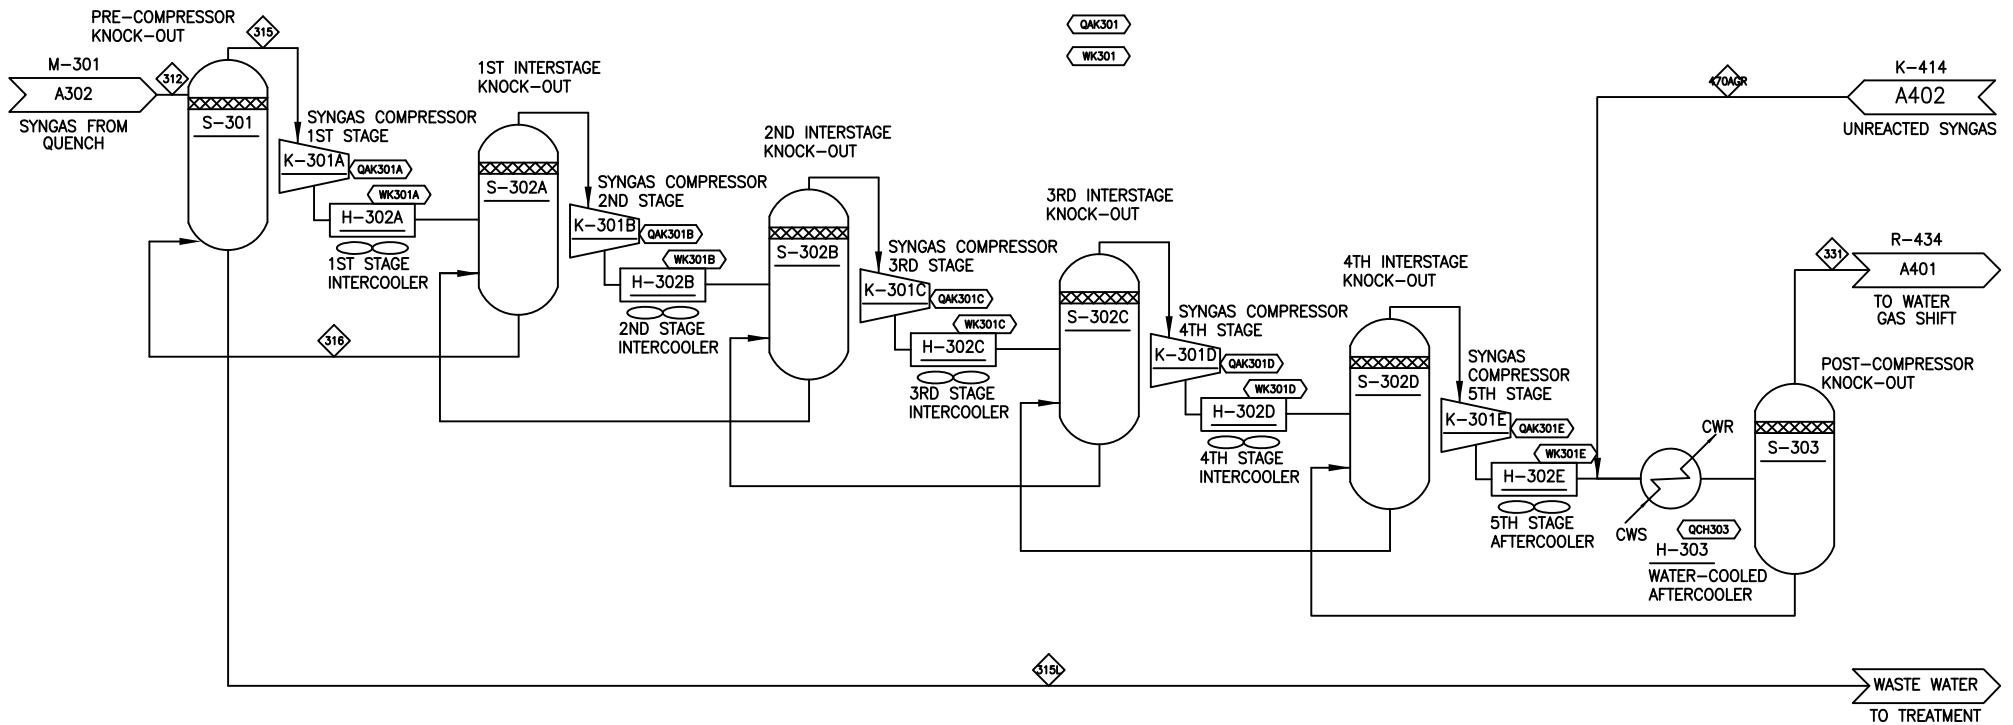 PRE-COMPRESSOR
KNOCK-OUT
315
M-301
312
A302
SYNGAS FROM
QUENCH
S-301
SYNGAS COMPRESSOR
1ST STAGE
K-301A
QAK301A
WK301A
H-302A
1ST STAGE
INTERCOOLER
316
1ST INTERSTAGE
KNOCK-OUT
S-302A
SYNGAS COMPRESSOR
2ND STAGE
K-301B
QAK301B
WK301B
H-302B
2ND STAGE
INTERCOOLER
2ND INTERSTAGE
KNOCK-OUT
S-302B
SYNGAS COMPRESSOR
3RD STAGE
K-301C
QAK301C
WK301C
H-302C
3RD STAGE
INTERCOOLER
QAK301
WK301
3RD INTERSTAGE
KNOCK-OUT
S-302C
SYNGAS COMPRESSOR
4TH STAGE
K-301D
QAK301D
WK301D
H-302D
4TH STAGE
INTERCOOLER
4TH INTERSTAGE
KNOCK-OUT
S-302D
SYNGAS
COMPRESSOR
5TH STAGE
K-301E
QAK301E
WK301E
H-302E
5TH STAGE
AFTERCOOLER
470AGR
K-414
A402
UNREACTED SYNGAS
CWR
CWS
QCH303
H-303
WATER-COOLED
AFTERCOOLER
R-434
331
A401
TO WATER
GAS SHIFT
POST-COMPRESSOR
KNOCK-OUT
S-303
315L
WASTE WATER
TO TREATMENT